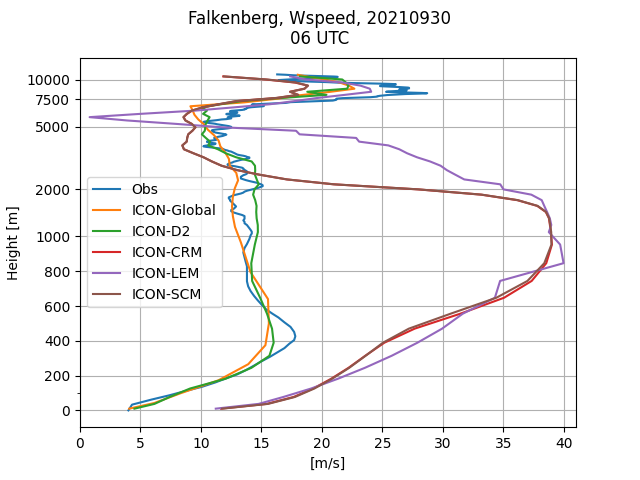 Falkenberg, Wspeed, 20210930
06 UTC
Height [m]
10000
7500
5000
2000
1000
800
600
400
200
0
Obs
ICON-Global
ICON-D2
ICON-CRM
ICON-LEM
ICON-SCM
0 5 10 15 20 25 30 35 40
[m/s]